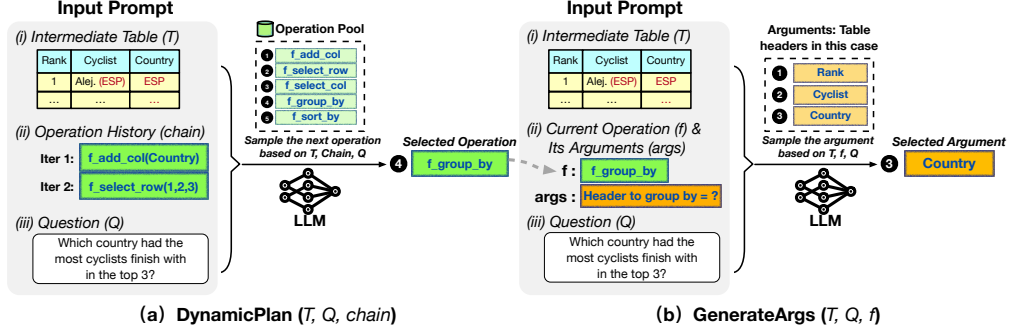 Input Prompt
(i) Intermediate Table (T)
Rank Cyclist Country
1 Alej. (ESP) ESP
... ... ...
(ii) Operation History (chain)
Iter 1: f_add_col(Country)
Iter 2: f_select_row(1,2,3)
(iii) Question (Q)
Which country had the
most cyclists finish with
in the top 3?
Operation Pool
1 f_add_col
2 f_select_row
3 f_select_col
4 f_group_by
5 f_sort_by
Sample the next operation
based on T, Chain, Q
LLM
Selected Operation
4 f_group_by
(a) DynamicPlan (T, Q, chain)
Input Prompt
(i) Intermediate Table (T)
Rank Cyclist Country
1 Alej. (ESP) ESP
... ... ...
(ii) Current Operation (f) &
Its Arguments (args)
f : f_group_by
args : Header to group by = ?
(iii) Question (Q)
Which country had the
most cyclists finish with
in the top 3?
Arguments: Table
headers in this case
1 Rank
2 Cyclist
3 Country
Sample the argument
based on T, f, Q
LLM
Selected Argument
3 Country
(b) GenerateArgs (T, Q, f)